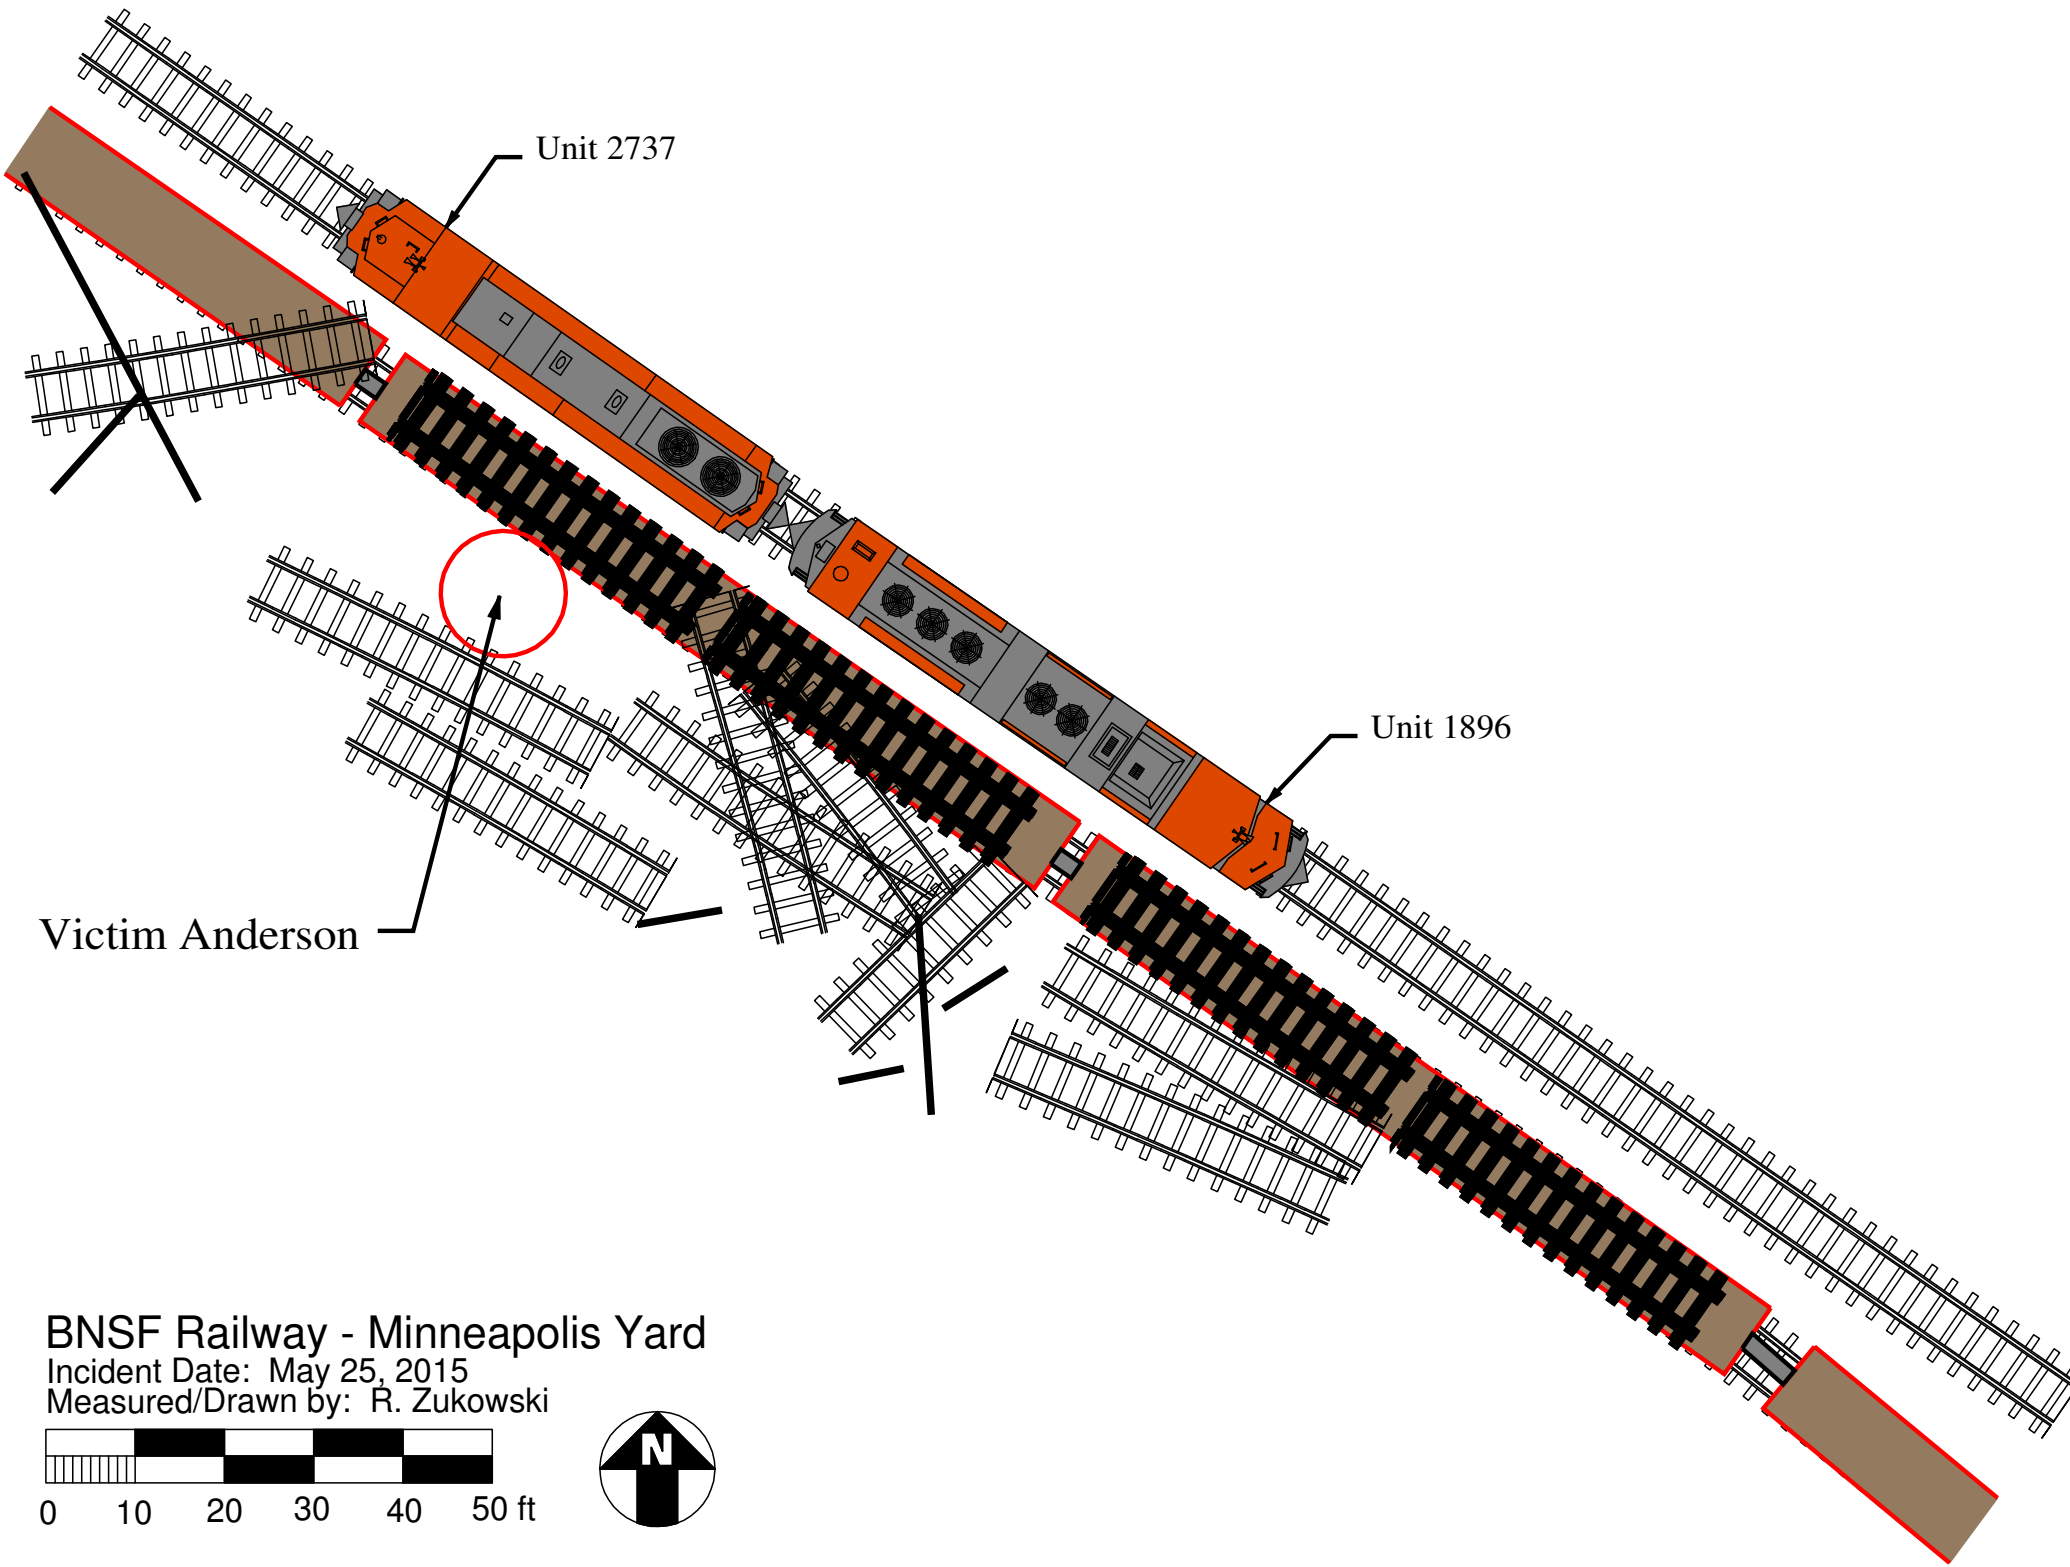 Unit 2737
Unit 1896
Victim Anderson
BNSF Railway - Minneapolis Yard
Incident Date: May 25, 2015
Measured/Drawn by: R. Zukowski
N
0 10 20 30 40 50 ft